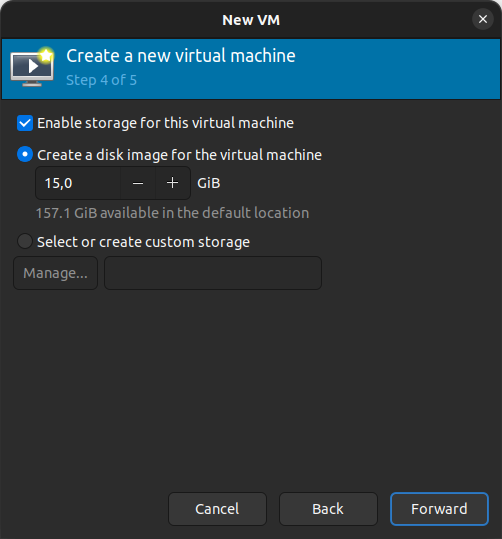 New VM
Create a new virtual machine
Step 4 of 5
Enable storage for this virtual machine
Create a disk image for the virtual machine
15,0 GiB
157.1 GiB available in the default location
Select or create custom storage
Manage...
Cancel Back Forward